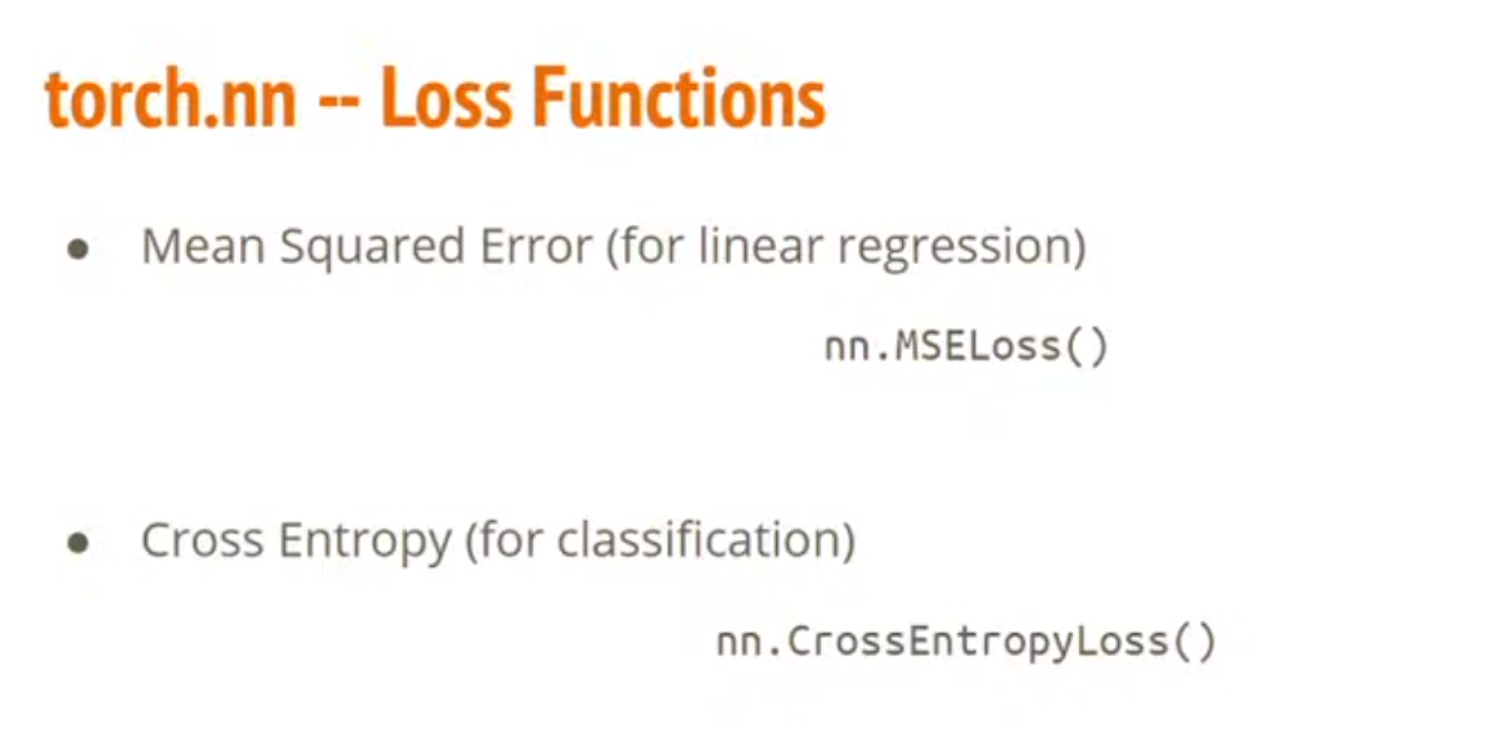 torch.nn -- Loss Functions
● Mean Squared Error (for linear regression)
nn.MSELoss()
● Cross Entropy (for classification)
nn.CrossEntropyLoss()